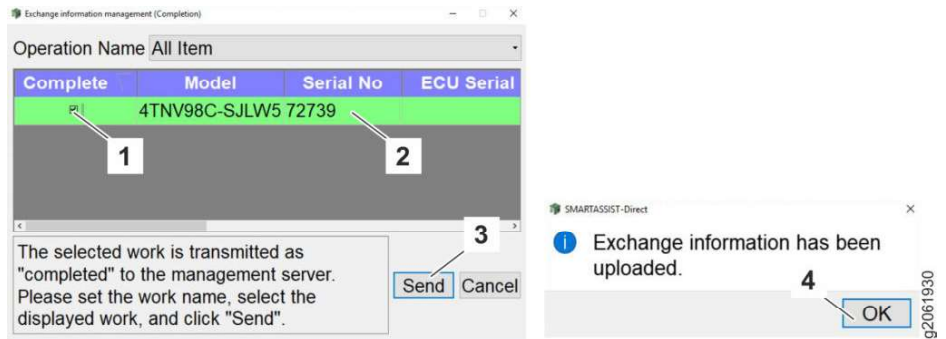 Exchange information management (Completion)
Operation Name All Item
Complete Model Serial No ECU Serial
4TNV98C-SJLW5 72739
1
2
3
The selected work is transmitted as
"completed" to the management server.
Please set the work name, select the
displayed work, and click "Send".
Send Cancel
SMARTASSIST-Direct
Exchange information has been
uploaded.
4
OK
g2061930